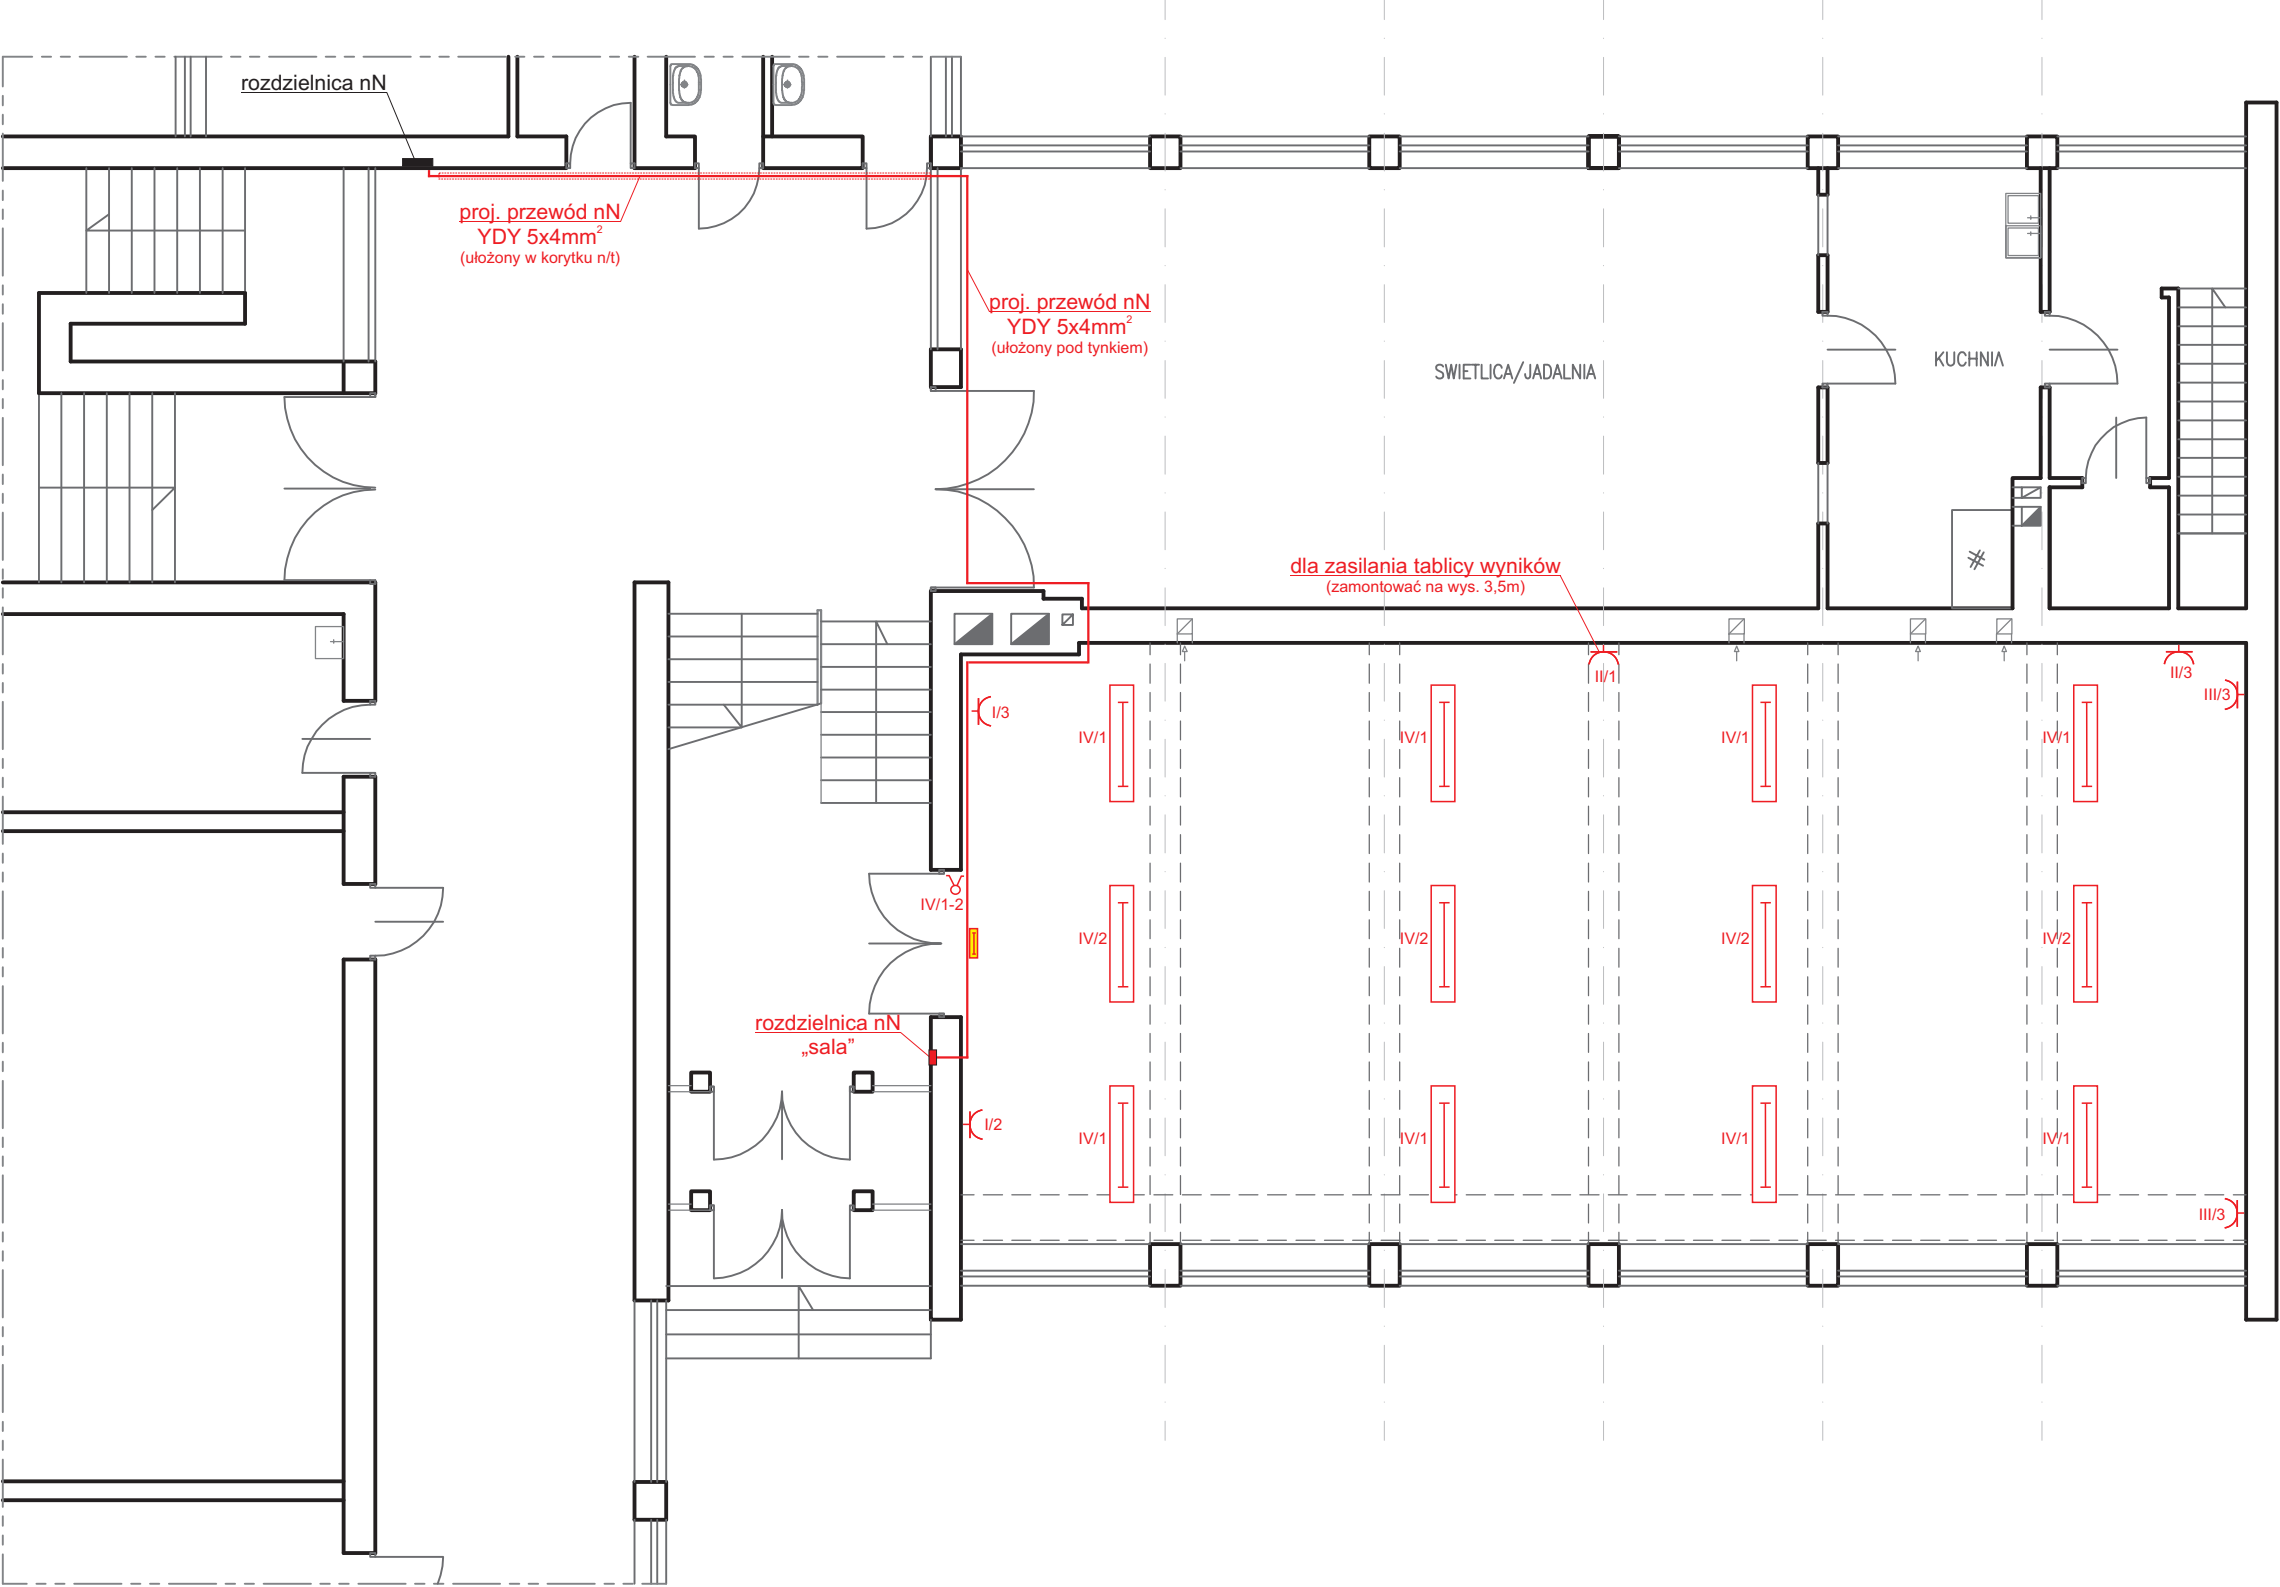 rozdzielnica nN
proj. przewód nN
YDY 5x4mm²
(ułożony w korytku n/t)
proj. przewód nN
YDY 5x4mm²
(ułożony pod tynkiem)
SWIETLICA/JADALNIA
KUCHNIA
dla zasilania tablicy wyników
(zamontować na wys. 3,5m)
II/1
II/3
III/3
I/3
IV/1
IV/1
IV/1
IV/1
IV/1-2
IV/2
IV/2
IV/2
IV/2
rozdzielnica nN
„sala”
I/2
IV/1
IV/1
IV/1
IV/1
III/3